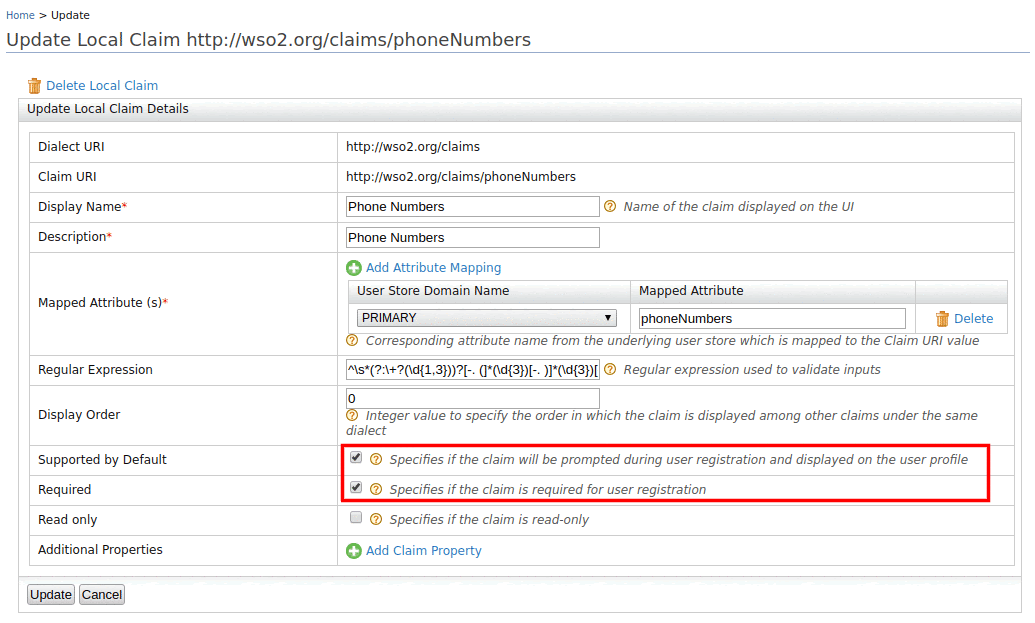 Home > Update
Update Local Claim http://wso2.org/claims/phoneNumbers
Delete Local Claim
Update Local Claim Details
Dialect URI http://wso2.org/claims
Claim URI http://wso2.org/claims/phoneNumbers
Display Name* Phone Numbers Name of the claim displayed on the UI
Description* Phone Numbers
Add Attribute Mapping
User Store Domain Name Mapped Attribute
Mapped Attribute (s)*
PRIMARY phoneNumbers Delete
Corresponding attribute name from the underlying user store which is mapped to the Claim URI value
Regular Expression ^\s*(?:\+?(\d{1,3}))?[-. (]*(\d{3})[-. )]*(\d{3})[ Regular expression used to validate inputs
0
Display Order Integer value to specify the order in which the claim is displayed among other claims under the same
dialect
Supported by Default Specifies if the claim will be prompted during user registration and displayed on the user profile
Required Specifies if the claim is required for user registration
Read only Specifies if the claim is read-only
Additional Properties Add Claim Property
Update Cancel